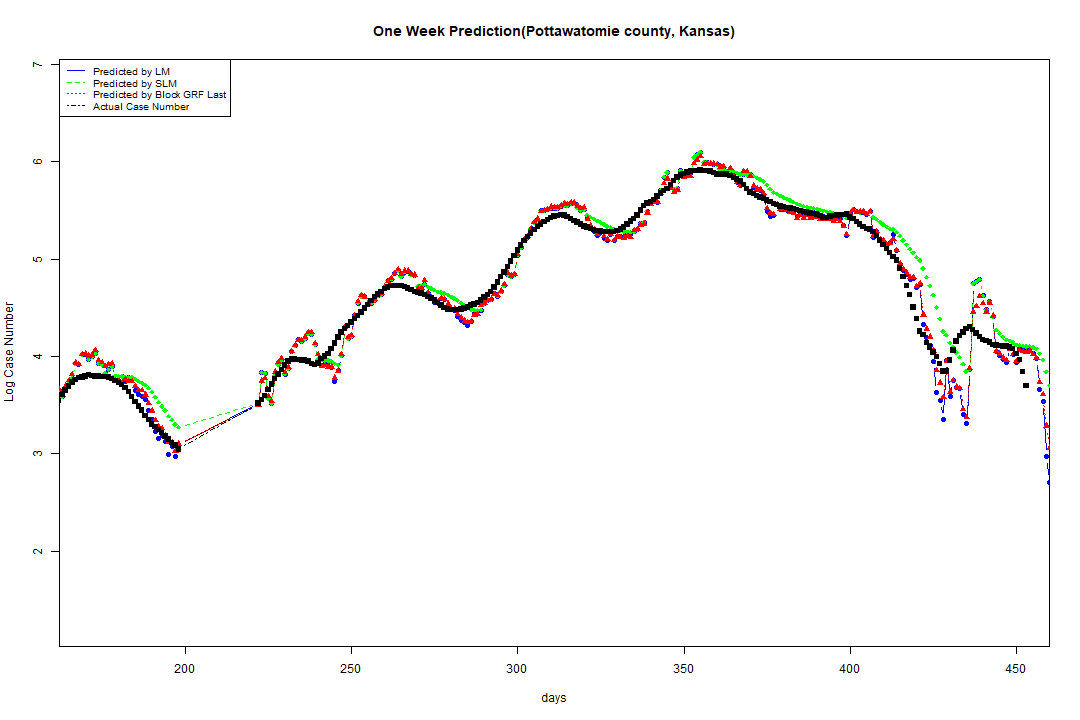 One Week Prediction(Pottawatomie county, Kansas)
Predicted by LM
Predicted by SLM
Predicted by Block GRF Last
Actual Case Number
7
6
5
4
3
2
Log Case Number
200 250 300 350 400 450
days